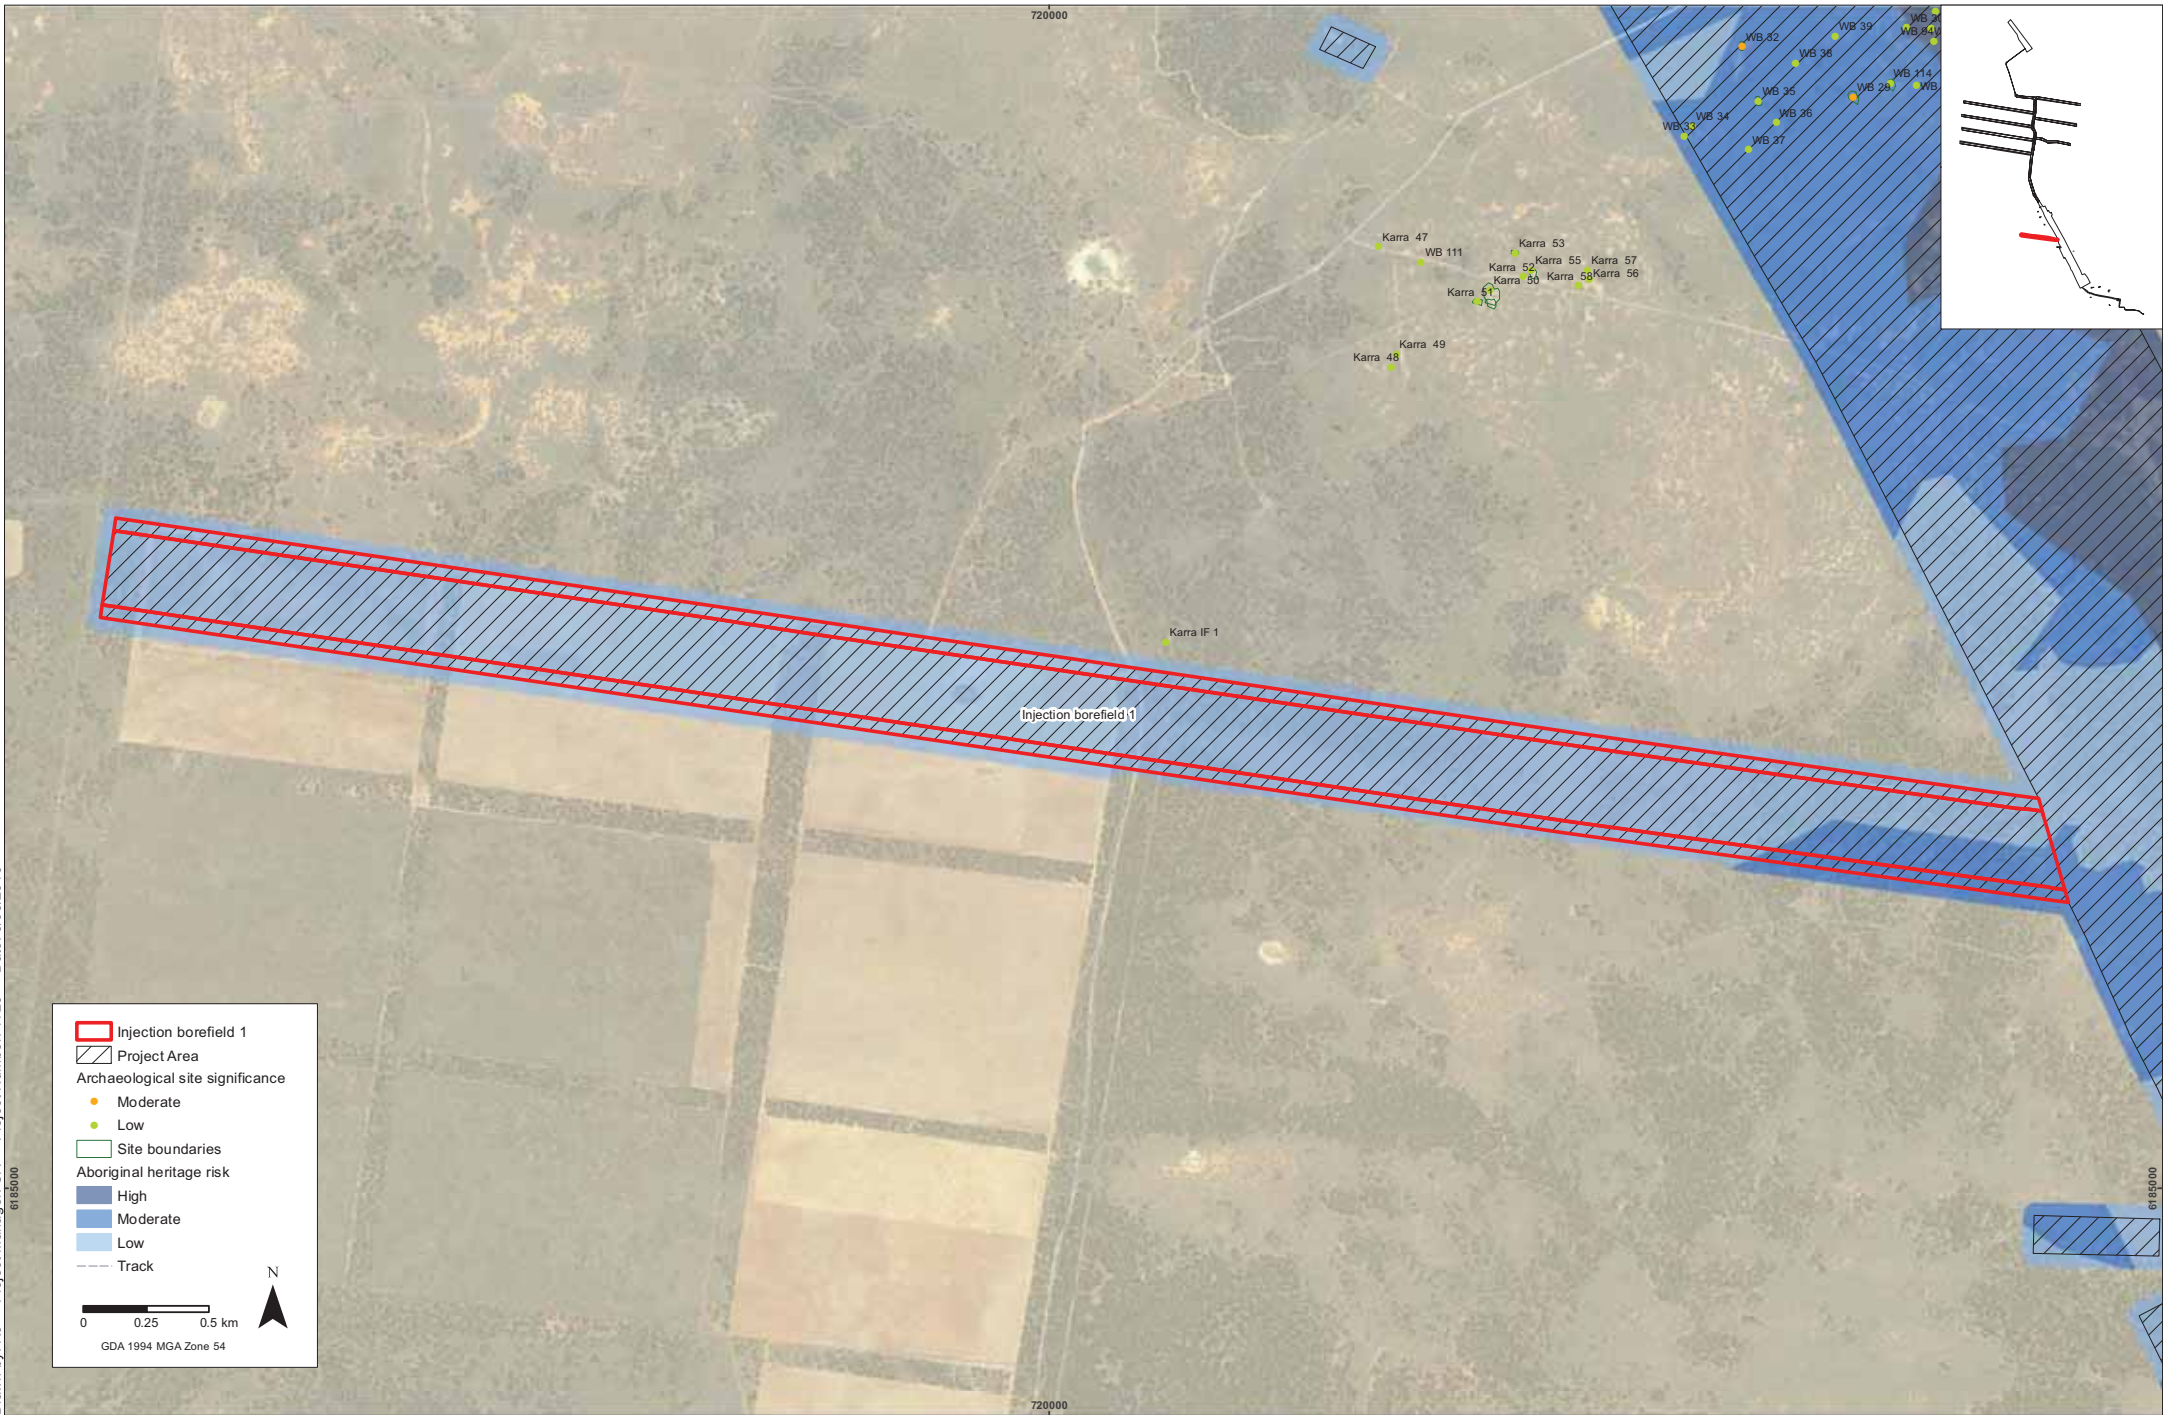 720000
WB 39
WB 32
WB 38
WB 114
WB 35
WB 29
WB
WB 34
WB 36
WB 33
WB 37
Karra 47
Karra 53
WB 111
Karra 55
Karra 57
Karra 52
Karra 58
Karra 56
Karra 50
Karra 51
Karra 49
Karra 48
Karra IF 1
Injection borefield 1
Injection borefield 1
Project Area
Archaeological site significance
Moderate
Low
Site boundaries
Aboriginal heritage risk
High
Moderate
Low
Track
N
0 0.25 0.5 km
GDA 1994 MGA Zone 54
6185000
6185000
720000